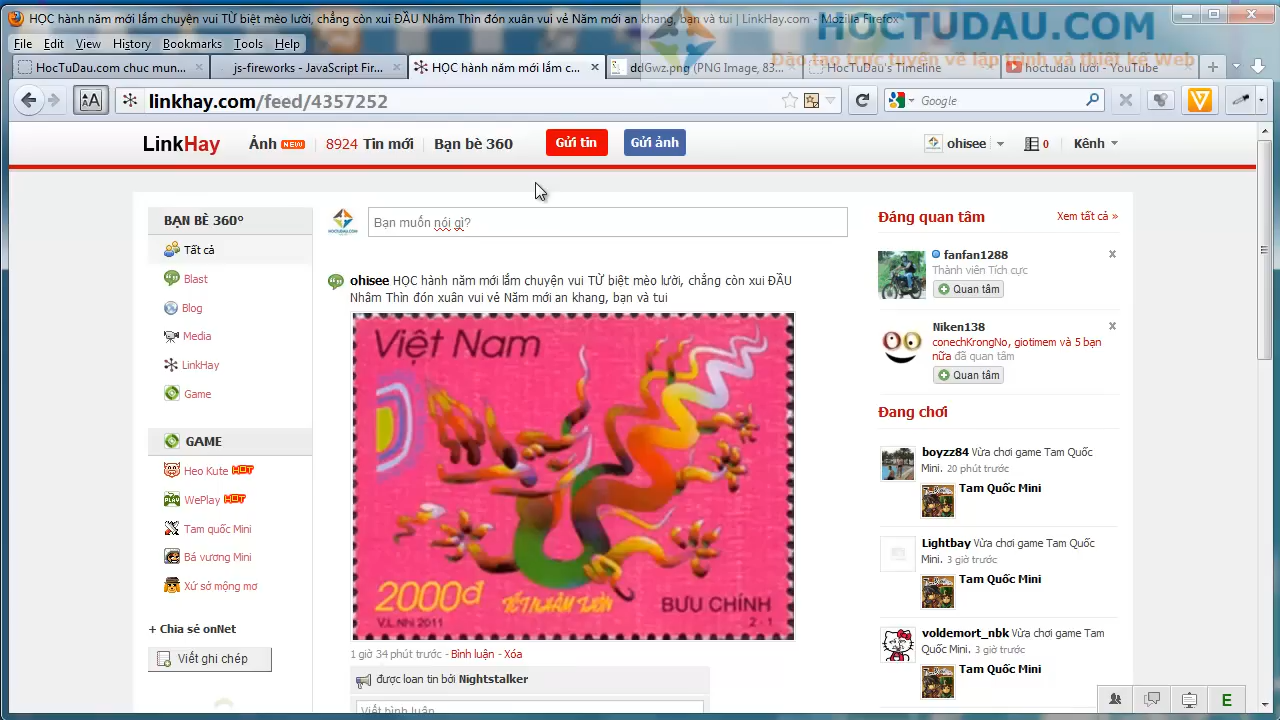 HỌC hành năm mới lắm chuyện vui TỪ biệt mèo lười, chẳng còn xui ĐẦU Nhâm Thìn đón xuân vui vẻ Năm mới an khang, bạn và tui | LinkHay.com - Mozilla Firefox
HOCTUDAU.COM
Đào tạo trực tuyến về lập trình và thiết kế Web
File Edit View History Bookmarks Tools Help
HocTuDau.com chuc mun...
js-fireworks - JavaScript Fir...
HỌC hành năm mới lắm c...
ddGwz.png (PNG Image, 83...
HocTuDau's Timeline
hoctudau lười - YouTube
linkhay.com/feed/4357252
Google
LinkHay Ảnh NEW 8924 Tin mới Bạn bè 360 Gửi tin Gửi ảnh ohisee 0 Kênh
BẠN BÈ 360°
Tất cả
Blast
Blog
Media
LinkHay
Game
GAME
Heo Kute HOT
WePlay HOT
Tam quốc Mini
Bá vương Mini
Xứ sở mộng mơ
+ Chia sẻ onNet
Viết ghi chép
HOCTUDAU.COM
Bạn muốn nói gì?
ohisee HỌC hành năm mới lắm chuyện vui TỪ biệt mèo lười, chẳng còn xui ĐẦU
Nhâm Thìn đón xuân vui vẻ Năm mới an khang, bạn và tui
Việt Nam
2000đ
TẾT NHÂM THÌN
BƯU CHÍNH
V.L.NHI 2011
2 - 1
1 giờ 34 phút trước - Bình luận - Xóa
được loan tin bởi Nightstalker
Viết bình luận
Đáng quan tâm
Xem tất cả »
fanfan1288
Thành viên Tích cực
Quan tâm
Niken138
conechKrongNo, giotimem và 5 bạn
nữa đã quan tâm
Quan tâm
Đang chơi
boyzz84 Vừa chơi game Tam Quốc
Mini. 20 phút trước
Tam Quốc Mini
Lightbay Vừa chơi game Tam Quốc
Mini. 3 giờ trước
Tam Quốc Mini
voldemort_nbk Vừa chơi game Tam
Quốc Mini. 3 giờ trước
Tam Quốc Mini
E